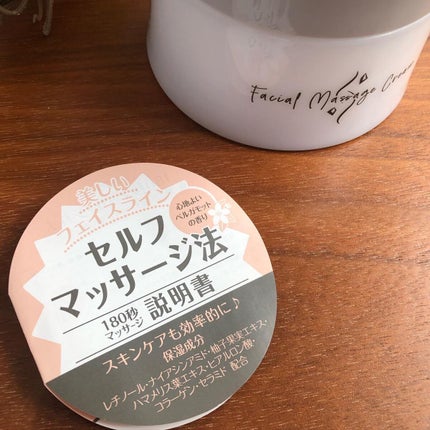 Facial Massage Cream
美しい
フェイスライン
心地よい
ベルガモット
の香り
セルフ
マッサージ法
180秒
マッサージ
説明書
スキンケアも効率的に♪
保湿成分
レチノール・ナイアシンアミド・柚子果実エキス・
ハマメリス葉エキス・ヒアルロン酸・
コラーゲン・セラミド 配合